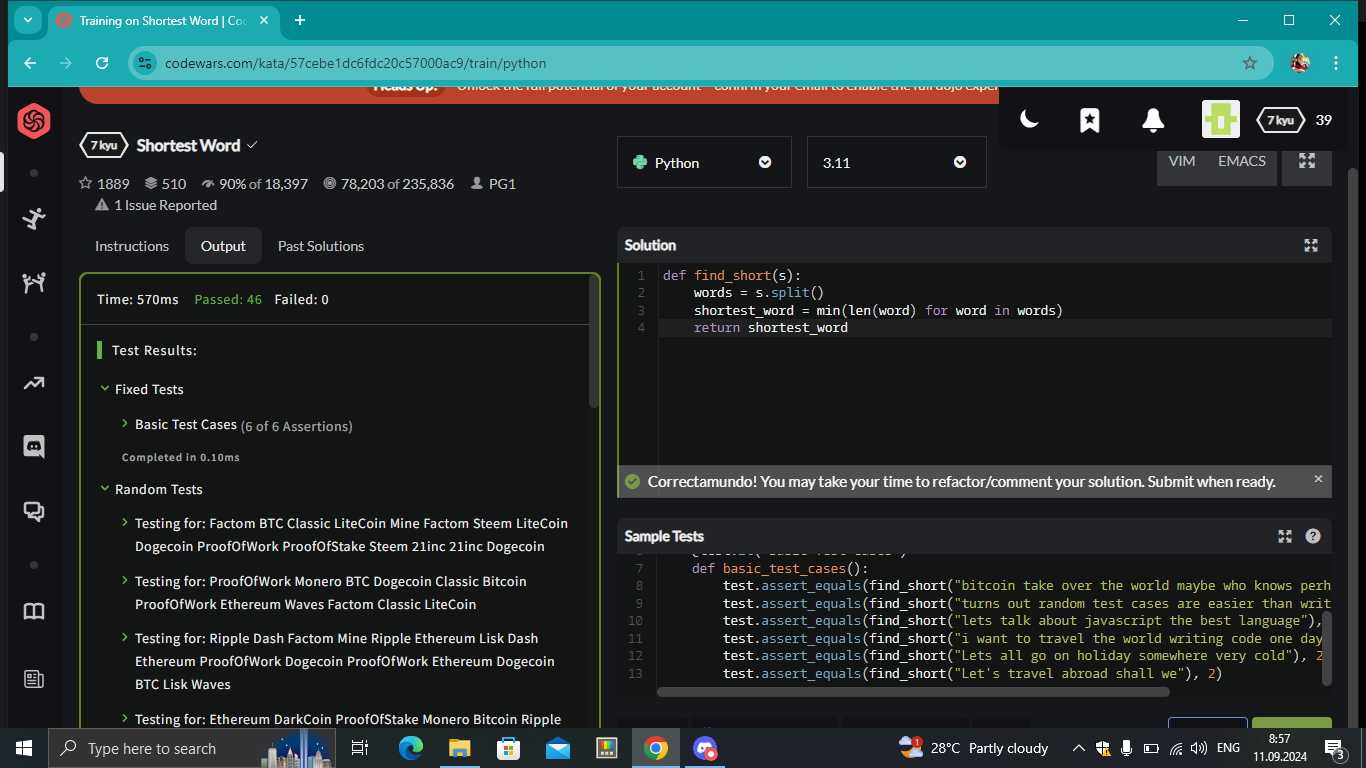 Training on Shortest Word | Coc
codewars.com/kata/57cebe1dc6fdc20c57000ac9/train/python
Heads Up! Unlock the full potential of your account - confirm your email to enable the full dojo exper
7 kyu 39
7 kyu Shortest Word
1889 510 90% of 18,397 78,203 of 235,836 PG1
1 Issue Reported
Python 3.11 VIM EMACS
Instructions Output Past Solutions
Time: 570ms Passed: 46 Failed: 0
Test Results:
Fixed Tests
Basic Test Cases (6 of 6 Assertions)
Completed in 0.10ms
Random Tests
Testing for: Factom BTC Classic LiteCoin Mine Factom Steem LiteCoin
Dogecoin ProofOfWork ProofOfStake Steem 21inc 21inc Dogecoin
Testing for: ProofOfWork Monero BTC Dogecoin Classic Bitcoin
ProofOfWork Ethereum Waves Factom Classic LiteCoin
Testing for: Ripple Dash Factom Mine Ripple Ethereum Lisk Dash
Ethereum ProofOfWork Dogecoin ProofOfWork Ethereum Dogecoin
BTC Lisk Waves
Testing for: Ethereum DarkCoin ProofOfStake Monero Bitcoin Ripple
Solution
1 def find_short(s):
2 words = s.split()
3 shortest_word = min(len(word) for word in words)
4 return shortest_word
Correctamundo! You may take your time to refactor/comment your solution. Submit when ready.
Sample Tests
7 def basic_test_cases():
8 test.assert_equals(find_short("bitcoin take over the world maybe who knows perh
9 test.assert_equals(find_short("turns out random test cases are easier than writ
10 test.assert_equals(find_short("lets talk about javascript the best language"),
11 test.assert_equals(find_short("i want to travel the world writing code one day
12 test.assert_equals(find_short("Lets all go on holiday somewhere very cold"), 2
13 test.assert_equals(find_short("Let's travel abroad shall we"), 2)
Type here to search
1
28°C Partly cloudy
ENG
8:57
11.09.2024
3